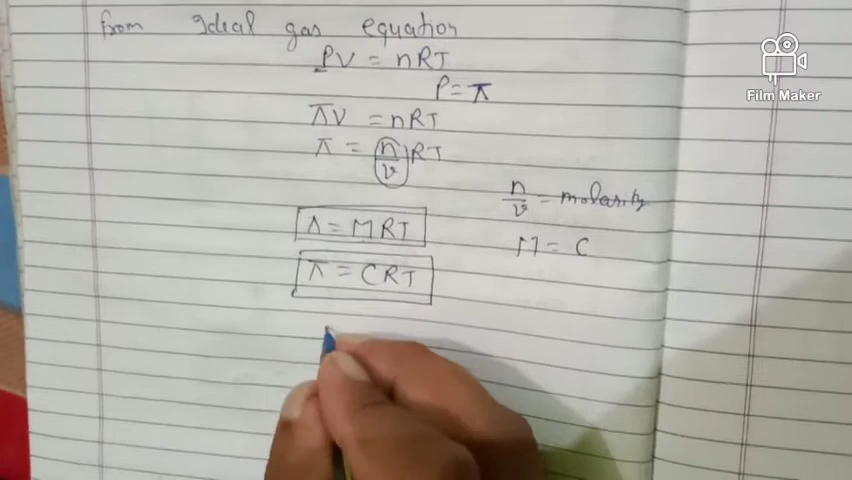 from Ideal gas equation
PV = nRT
P = π
πV = nRT
π = (n/v) RT
n/v = molarity
π = MRT
M = C
π = CRT
Film Maker